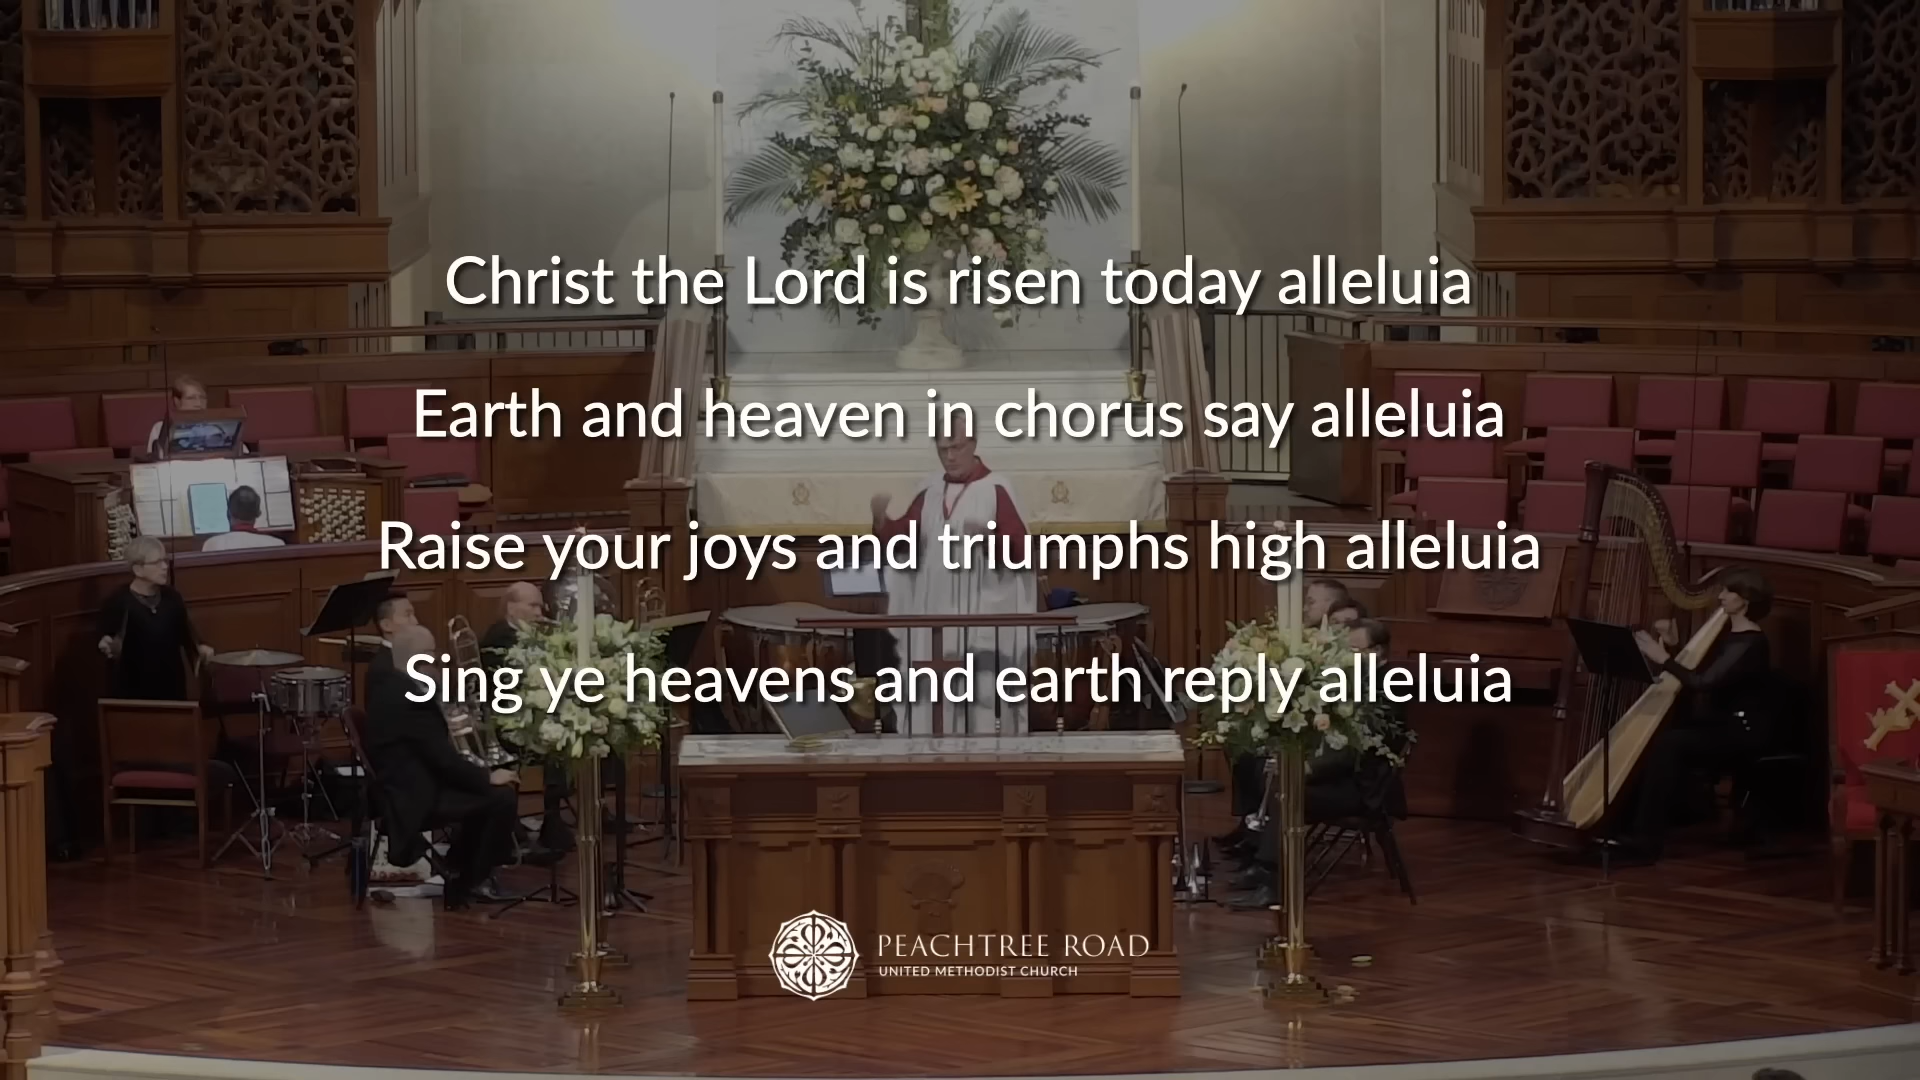 Christ the Lord is risen today alleluia
Earth and heaven in chorus say alleluia
Raise your joys and triumphs high alleluia
Sing ye heavens and earth reply alleluia
PEACHTREE ROAD
UNITED METHODIST CHURCH